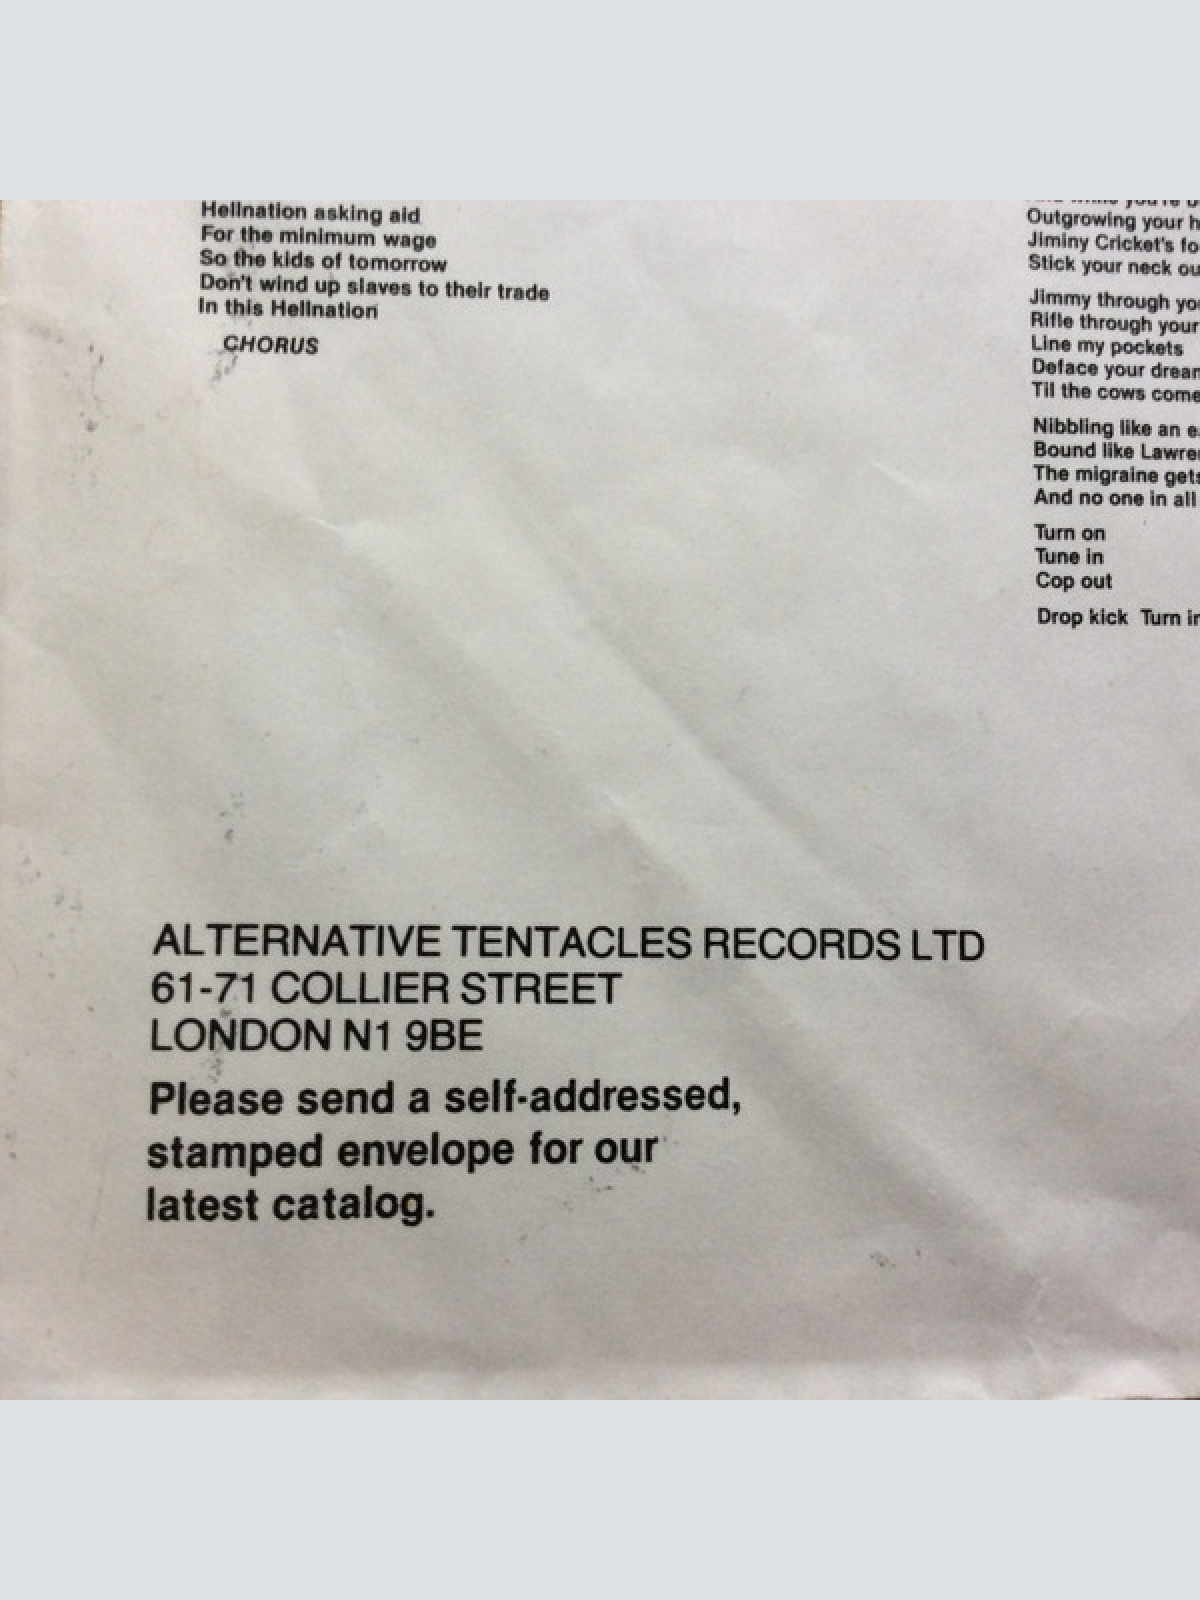 Hellnation asking aid
For the minimum wage
So the kids of tomorrow
Don't wind up slaves to their trade
In this Hellnation
CHORUS
you're
Outgrowing your
Jiminy Cricket's
Stick your neck
Jimmy through
Rifle through your
Line my pockets
Deface your
Til the cows come
Nibbling like an
Bound like
The migraine gets
And no one in all
Turn on
Tune in
Cop out
Drop kick Turn
ALTERNATIVE TENTACLES RECORDS LTD
61-71 COLLIER STREET
LONDON N1 9BE
Please send a self-addressed,
stamped envelope for our
latest catalog.